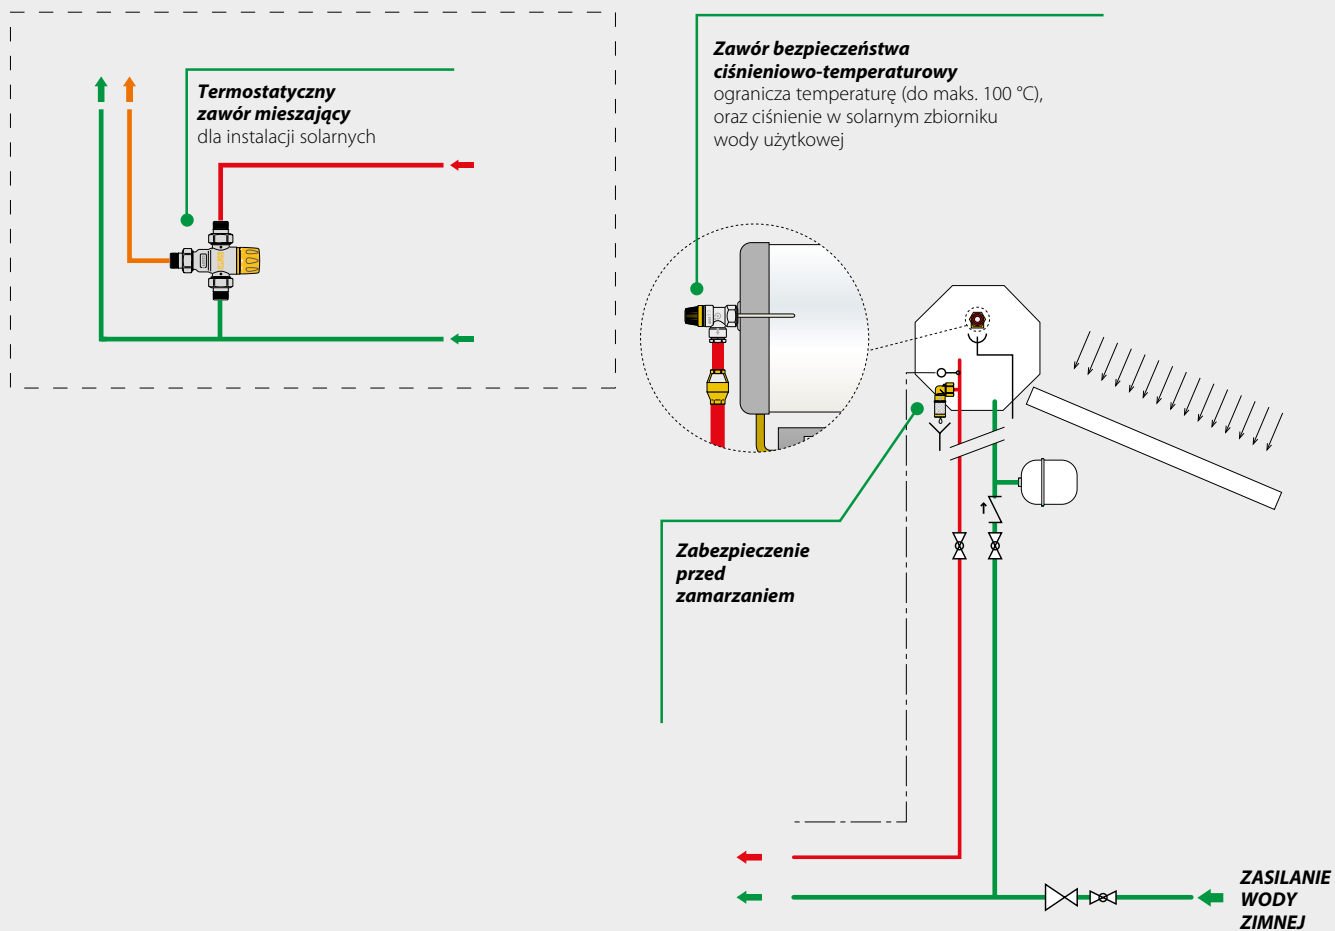 Termostatyczny
zawór mieszający
dla instalacji solarnych
Zawór bezpieczeństwa
ciśnieniowo-temperaturowy
ogranicza temperaturę (do maks. 100 °C),
oraz ciśnienie w solarnym zbiorniku
wody użytkowej
Zabezpieczenie
przed
zamarzaniem
ZASILANIE
WODY
ZIMNEJ